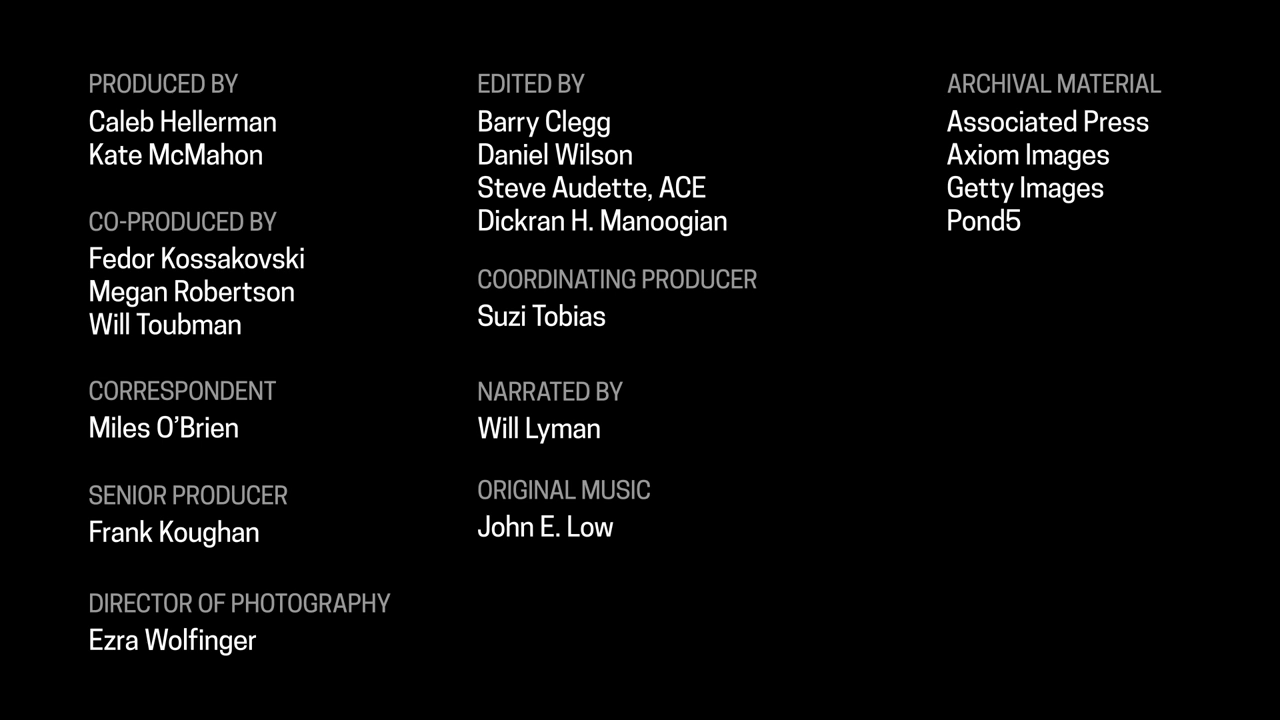 PRODUCED BY
Caleb Hellerman
Kate McMahon
CO-PRODUCED BY
Fedor Kossakovski
Megan Robertson
Will Toubman
CORRESPONDENT
Miles O’Brien
SENIOR PRODUCER
Frank Koughan
DIRECTOR OF PHOTOGRAPHY
Ezra Wolfinger
EDITED BY
Barry Clegg
Daniel Wilson
Steve Audette, ACE
Dickran H. Manoogian
COORDINATING PRODUCER
Suzi Tobias
NARRATED BY
Will Lyman
ORIGINAL MUSIC
John E. Low
ARCHIVAL MATERIAL
Associated Press
Axiom Images
Getty Images
Pond5